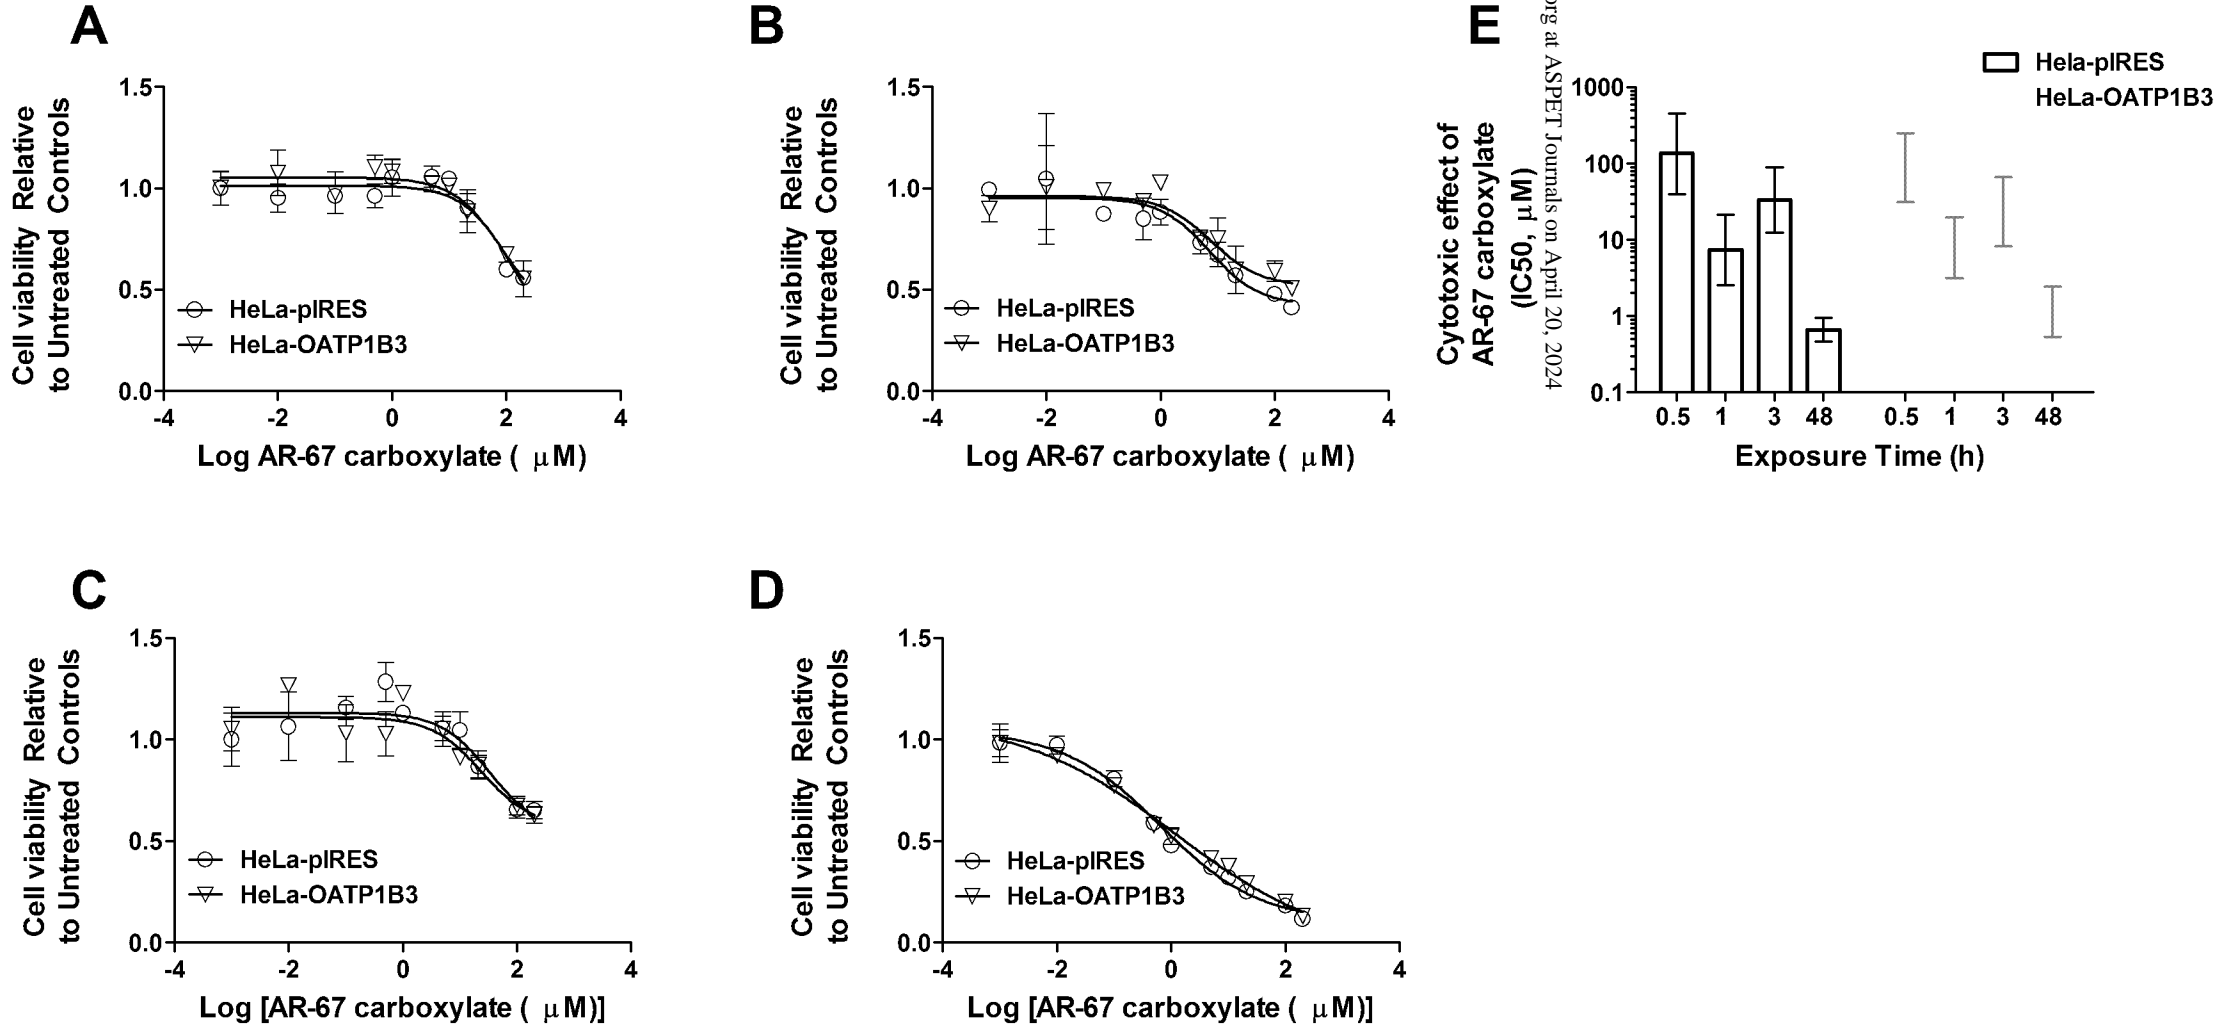 A
Cell viability Relative
to Untreated Controls
1.5
1.0
0.5
0.0
HeLa-pIRES
HeLa-OATP1B3
-4 -2 0 2 4
Log AR-67 carboxylate ( μM)
B
Cell viability Relative
to Untreated Controls
1.5
1.0
0.5
0.0
HeLa-pIRES
HeLa-OATP1B3
-4 -2 0 2 4
Log AR-67 carboxylate ( μM)
E
Hela-pIRES
HeLa-OATP1B3
Cytotoxic effect of
AR-67 carboxylate
(IC50, μM)
org at ASPET Journals on April 20, 2024
1000
100
10
1
0.1
0.5 1 3 48 0.5 1 3 48
Exposure Time (h)
C
Cell viability Relative
to Untreated Controls
1.5
1.0
0.5
0.0
HeLa-pIRES
HeLa-OATP1B3
-4 -2 0 2 4
Log [AR-67 carboxylate ( μM)]
D
Cell viability Relative
to Untreated Controls
1.5
1.0
0.5
0.0
HeLa-pIRES
HeLa-OATP1B3
-4 -2 0 2 4
Log [AR-67 carboxylate ( μM)]